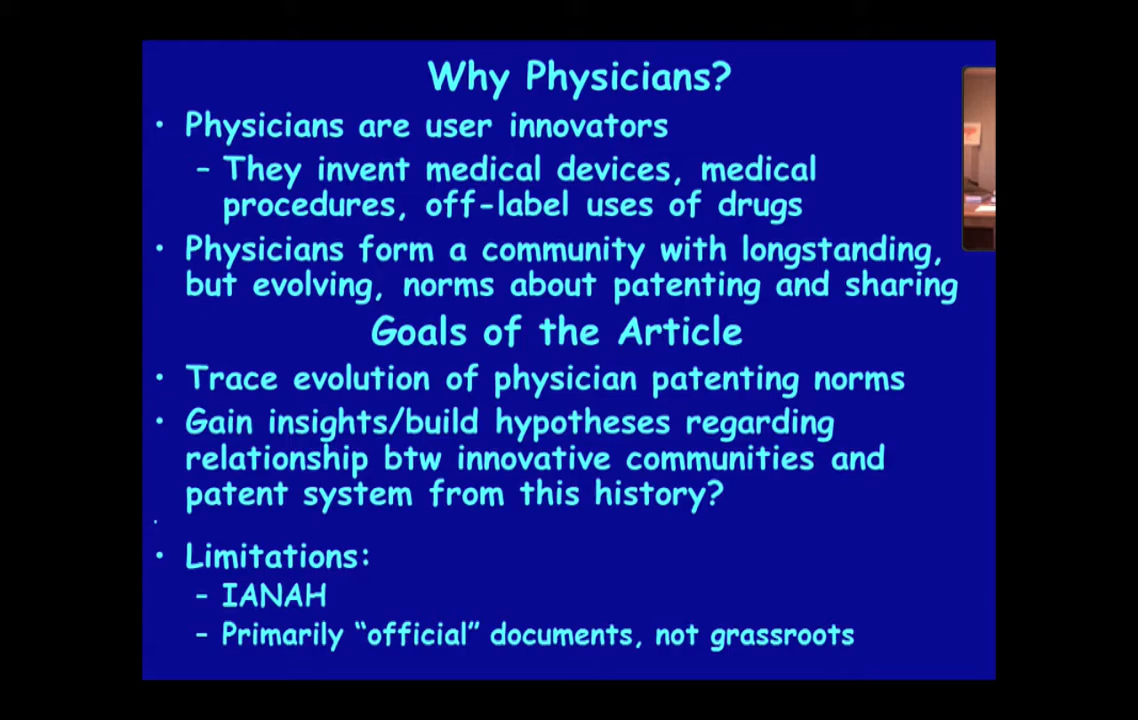 Why Physicians?
• Physicians are user innovators
– They invent medical devices, medical
procedures, off-label uses of drugs
• Physicians form a community with longstanding,
but evolving, norms about patenting and sharing
Goals of the Article
• Trace evolution of physician patenting norms
• Gain insights/build hypotheses regarding
relationship btw innovative communities and
patent system from this history?
•
• Limitations:
– IANAH
– Primarily “official” documents, not grassroots